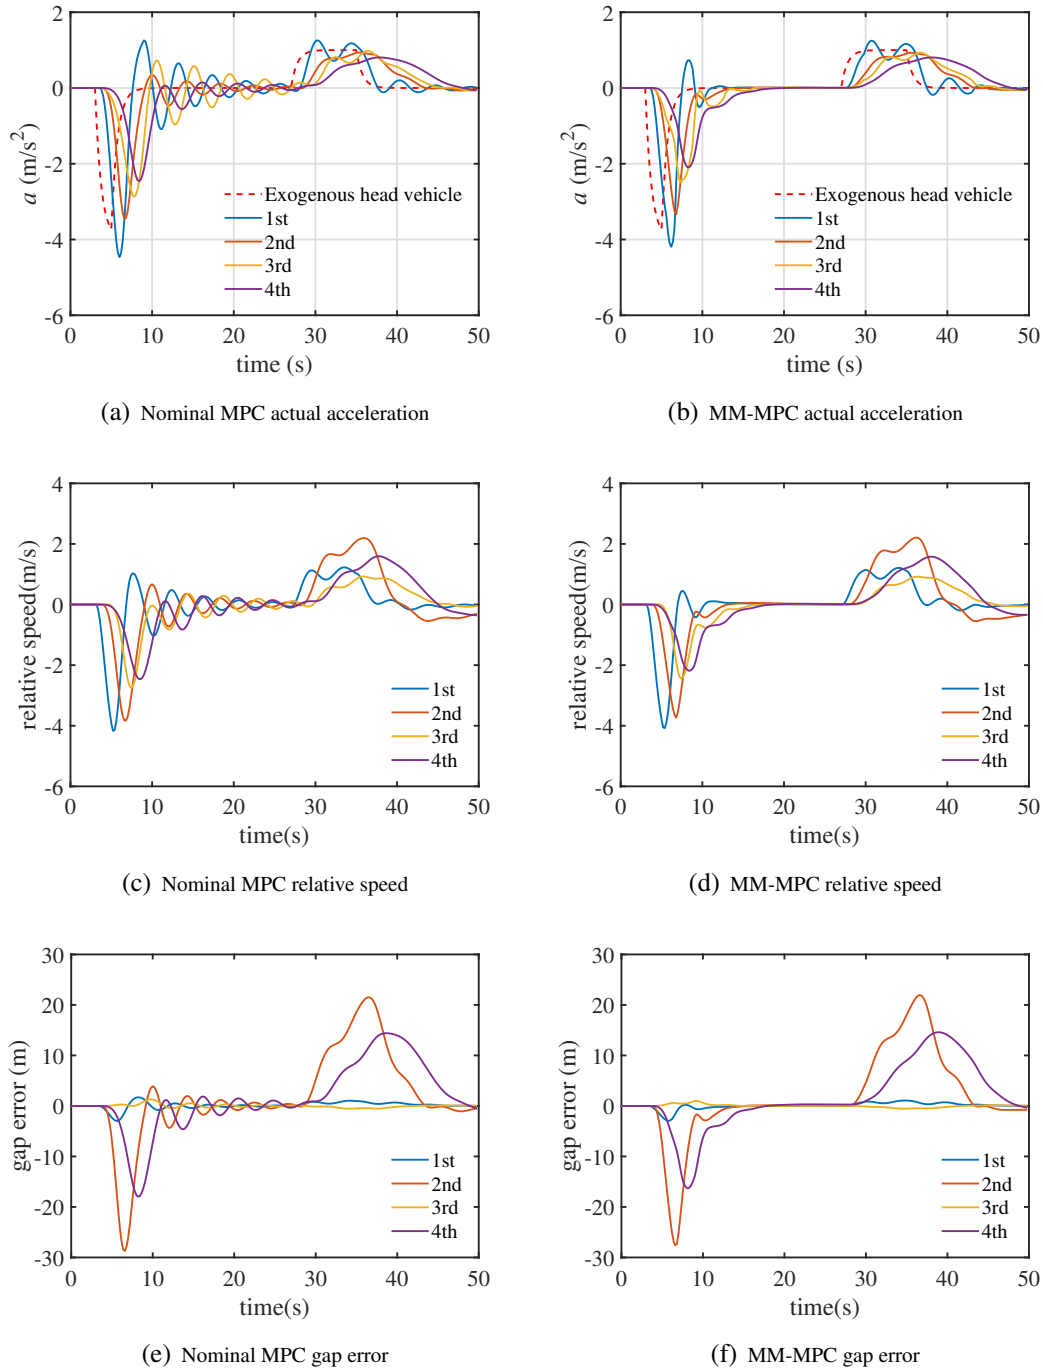 2
0
-2
-4
-6
a (m/s²)
Exogenous head vehicle
1st
2nd
3rd
4th
0 10 20 30 40 50
time (s)
(a) Nominal MPC actual acceleration
2
0
-2
-4
-6
a (m/s²)
Exogenous head vehicle
1st
2nd
3rd
4th
0 10 20 30 40 50
time (s)
(b) MM-MPC actual acceleration
4
2
0
-2
-4
-6
relative speed(m/s)
1st
2nd
3rd
4th
0 10 20 30 40 50
time(s)
(c) Nominal MPC relative speed
4
2
0
-2
-4
-6
relative speed(m/s)
1st
2nd
3rd
4th
0 10 20 30 40 50
time(s)
(d) MM-MPC relative speed
30
20
10
0
-10
-20
-30
gap error (m)
1st
2nd
3rd
4th
0 10 20 30 40 50
time(s)
(e) Nominal MPC gap error
30
20
10
0
-10
-20
-30
gap error (m)
1st
2nd
3rd
4th
0 10 20 30 40 50
time(s)
(f) MM-MPC gap error